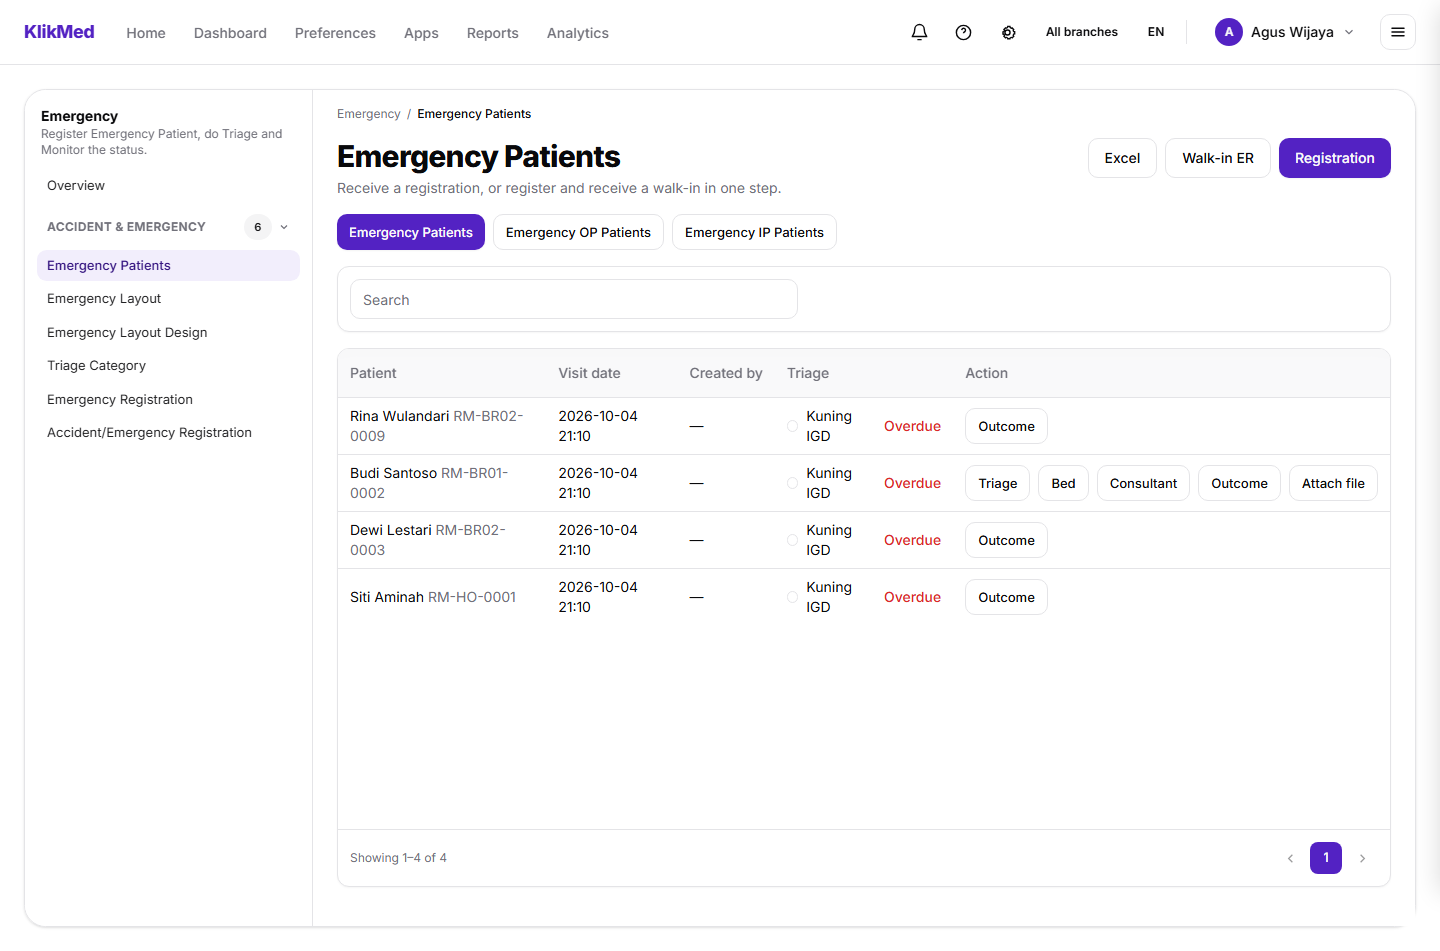 KlikMed
Home
Dashboard
Preferences
Apps
Reports
Analytics
All branches
EN
A
Agus Wijaya
Emergency
Register Emergency Patient, do Triage and
Monitor the status.
Overview
ACCIDENT & EMERGENCY
6
Emergency Patients
Emergency Layout
Emergency Layout Design
Triage Category
Emergency Registration
Accident/Emergency Registration
Emergency / Emergency Patients
Emergency Patients
Receive a registration, or register and receive a walk-in in one step.
Excel
Walk-in ER
Registration
Emergency Patients
Emergency OP Patients
Emergency IP Patients
Search
Patient
Visit date
Created by
Triage
Action
Rina Wulandari RM-BR02-
0009
2026-10-04
21:10
—
Kuning
IGD
Overdue
Outcome
Budi Santoso RM-BR01-
0002
2026-10-04
21:10
—
Kuning
IGD
Overdue
Triage
Bed
Consultant
Outcome
Attach file
Dewi Lestari RM-BR02-
0003
2026-10-04
21:10
—
Kuning
IGD
Overdue
Outcome
Siti Aminah RM-HO-0001
2026-10-04
21:10
—
Kuning
IGD
Overdue
Outcome
Showing 1–4 of 4
1